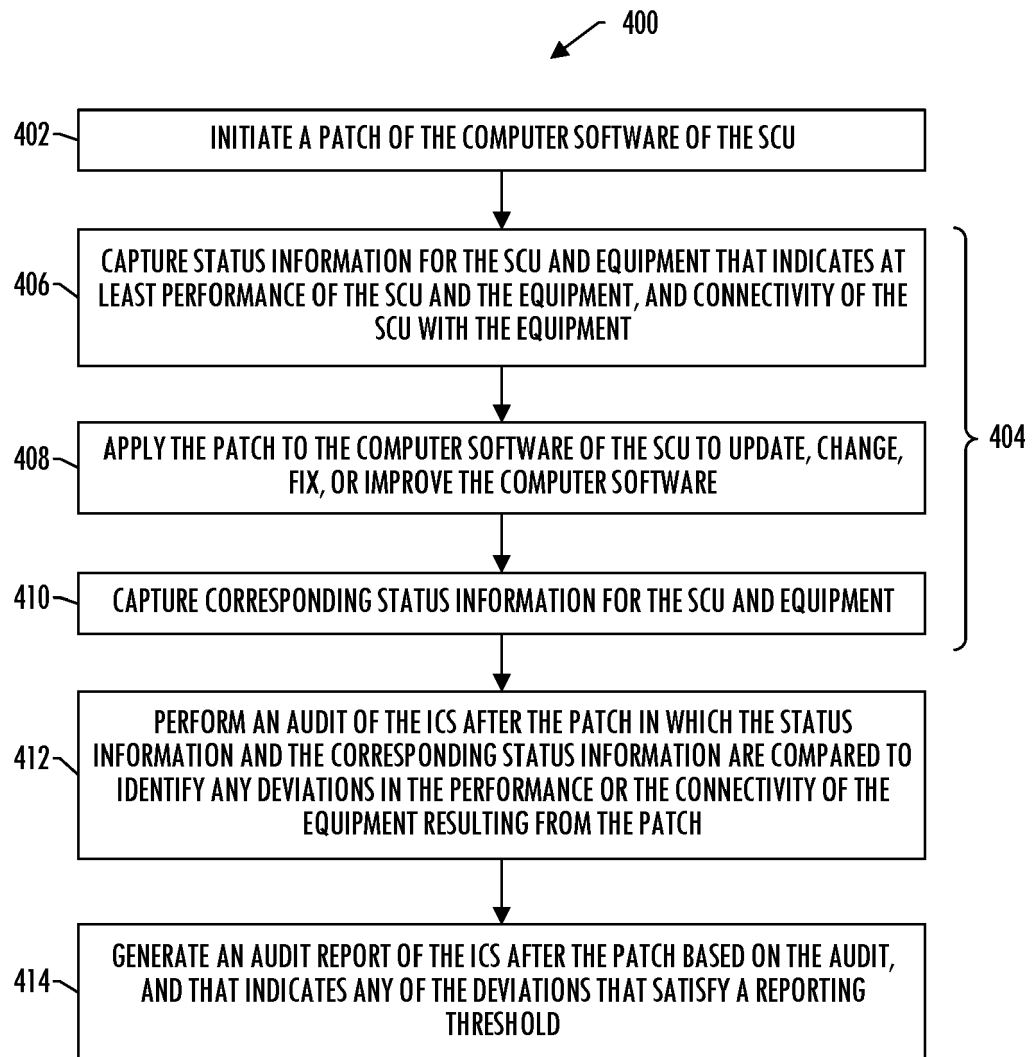 400
402
INITIATE A PATCH OF THE COMPUTER SOFTWARE OF THE SCU
406
CAPTURE STATUS INFORMATION FOR THE SCU AND EQUIPMENT THAT INDICATES AT
LEAST PERFORMANCE OF THE SCU AND THE EQUIPMENT, AND CONNECTIVITY OF THE
SCU WITH THE EQUIPMENT
404
408
APPLY THE PATCH TO THE COMPUTER SOFTWARE OF THE SCU TO UPDATE, CHANGE,
FIX, OR IMPROVE THE COMPUTER SOFTWARE
410
CAPTURE CORRESPONDING STATUS INFORMATION FOR THE SCU AND EQUIPMENT
412
PERFORM AN AUDIT OF THE ICS AFTER THE PATCH IN WHICH THE STATUS
INFORMATION AND THE CORRESPONDING STATUS INFORMATION ARE COMPARED TO
IDENTIFY ANY DEVIATIONS IN THE PERFORMANCE OR THE CONNECTIVITY OF THE
EQUIPMENT RESULTING FROM THE PATCH
414
GENERATE AN AUDIT REPORT OF THE ICS AFTER THE PATCH BASED ON THE AUDIT,
AND THAT INDICATES ANY OF THE DEVIATIONS THAT SATISFY A REPORTING
THRESHOLD